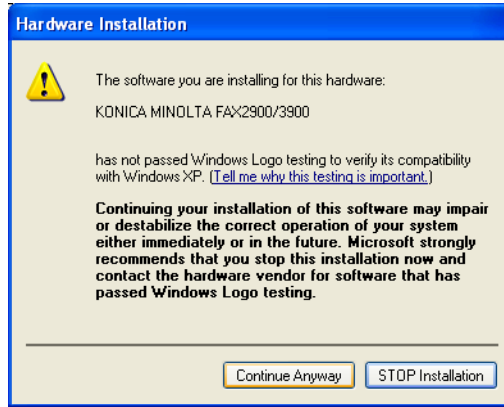 Hardware Installation
The software you are installing for this hardware:
KONICA MINOLTA FAX2900/3900
has not passed Windows Logo testing to verify its compatibility
with Windows XP. (Tell me why this testing is important.)
Continuing your installation of this software may impair
or destabilize the correct operation of your system
either immediately or in the future. Microsoft strongly
recommends that you stop this installation now and
contact the hardware vendor for software that has
passed Windows Logo testing.
Continue Anyway
STOP Installation